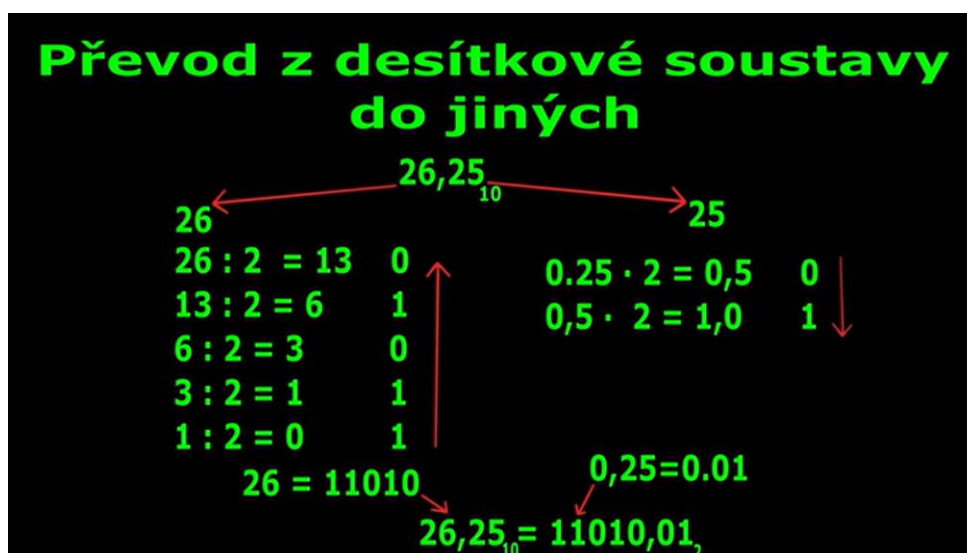 Převod z desítkové soustavy
do jiných
26,25₁₀
26
26 : 2 = 13 0
13 : 2 = 6 1
6 : 2 = 3 0
3 : 2 = 1 1
1 : 2 = 0 1
26 = 11010
25
0.25 · 2 = 0,5 0
0,5 · 2 = 1,0 1
0,25=0.01
26,25₁₀= 11010,01₂